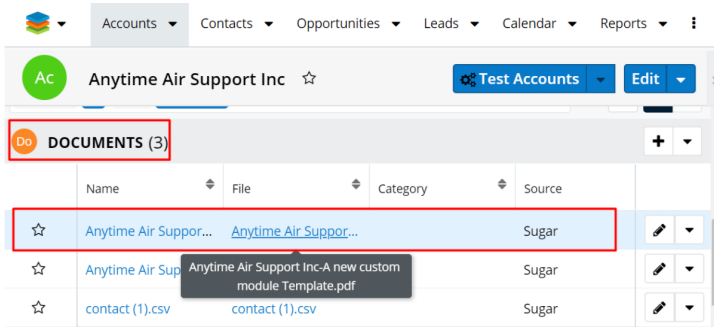 Accounts Contacts Opportunities Leads Calendar Reports
Ac Anytime Air Support Inc Test Accounts Edit
Do DOCUMENTS (3)
Name File Category Source
Anytime Air Suppor... Anytime Air Suppor... Sugar
Anytime Air Sup Sugar
Anytime Air Support Inc-A new custom
module Template.pdf
contact (1).csv contact (1).csv Sugar